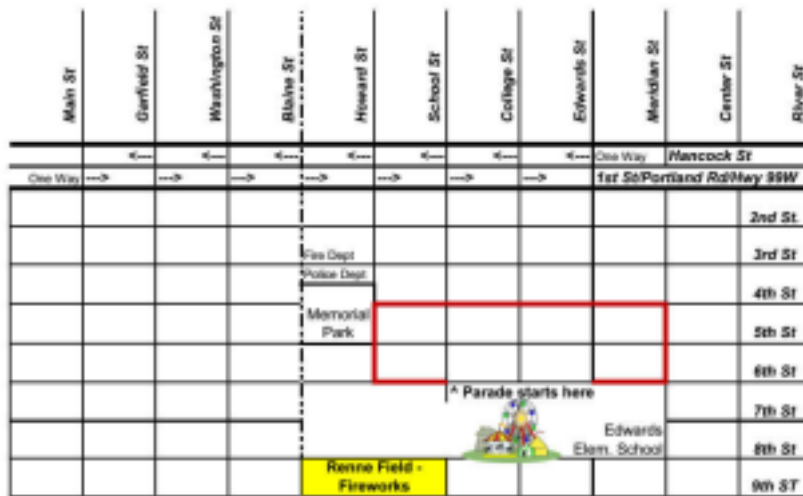 Main St
Garfield St
Washington St
Blaine St
Howard St
School St
College St
Edwards St
Meridian St
Center St
River St
<--- <--- <--- <--- <--- <--- <--- One Way Hancock St
One Way ---> ---> ---> ---> ---> ---> ---> 1st St/Portland Rd/Hwy 99W
2nd St.
Fire Dept 3rd St
Police Dept
4th St
Memorial
Park 5th St
6th St
^ Parade starts here
7th St
Edwards
Elem. School 8th St
Renne Field -
Fireworks 9th ST